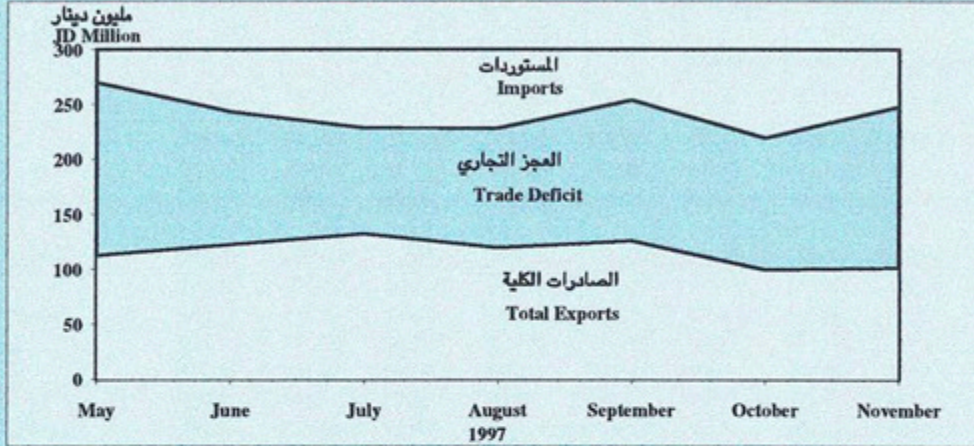 مليون دينار
JD Million
300
250
200
150
100
50
0
المستوردات
Imports
العجز التجاري
Trade Deficit
الصادرات الكلية
Total Exports
May June July August September October November
1997